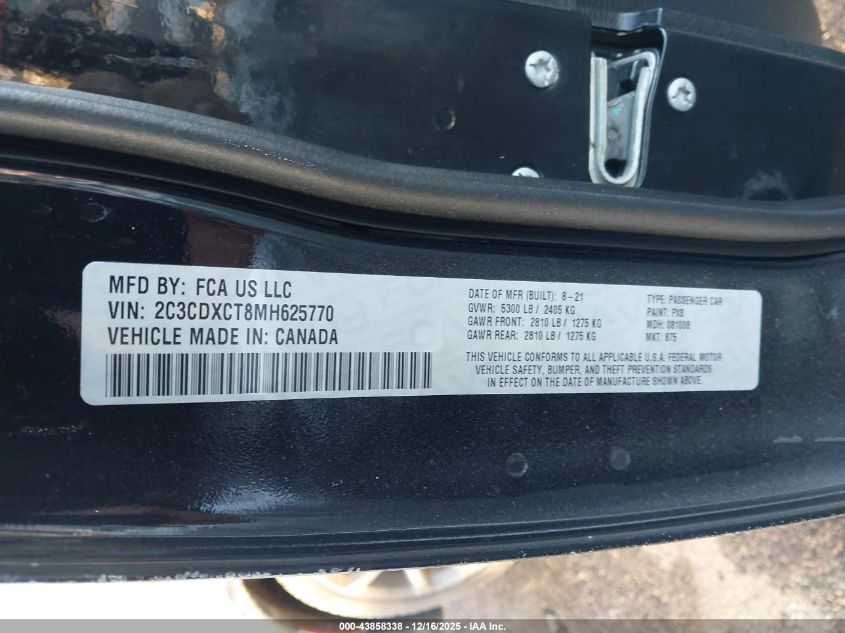 MFD BY: FCA US LLC
VIN: 2C3CDXCT8MH625770
VEHICLE MADE IN: CANADA
DATE OF MFR (BUILT): 8-21
GVWR: 5300 LB / 2405 KG
GAWR FRONT: 2810 LB / 1275 KG
GAWR REAR: 2810 LB / 1275 KG
TYPE: PASSENGER CAR
PAINT: PX8
MDH: 081008
MKT: 875
THIS VEHICLE CONFORMS TO ALL APPLICABLE U.S.A. FEDERAL MOTOR
VEHICLE SAFETY, BUMPER, AND THEFT PREVENTION STANDARDS
IN EFFECT ON THE DATE OF MANUFACTURE SHOWN ABOVE.
000-43858338 - 12/16/2025 - IAA Inc.